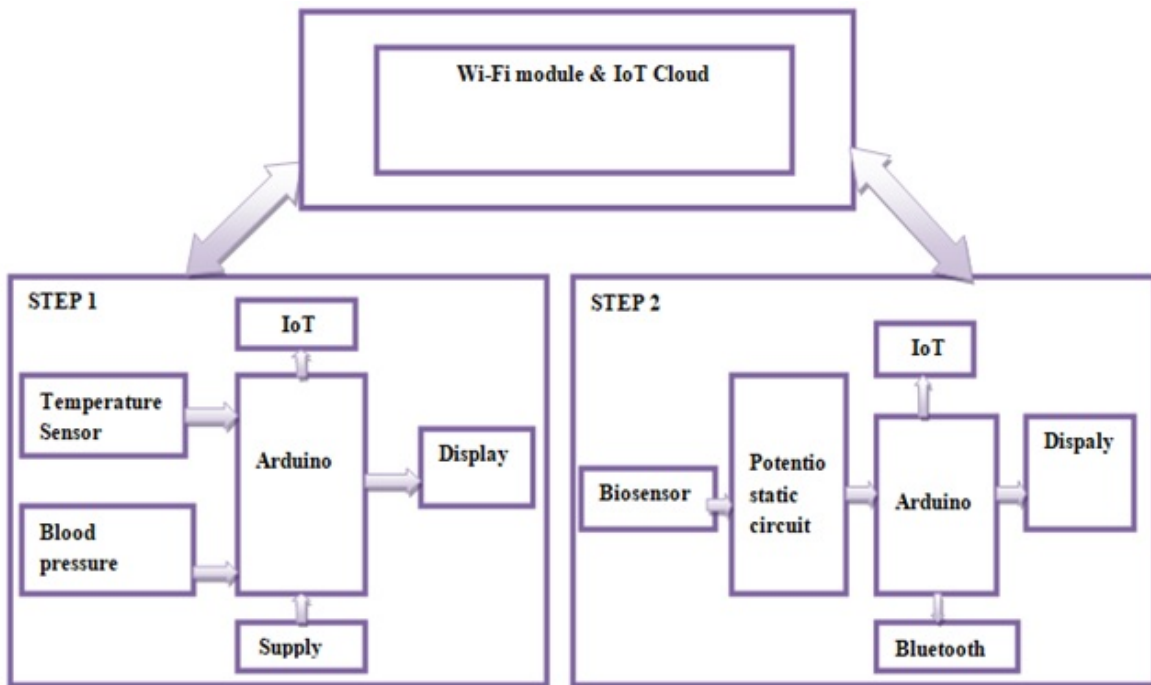 Wi-Fi module & IoT Cloud
STEP 1
IoT
Temperature
Sensor
Arduino
Display
Blood
pressure
Supply
STEP 2
IoT
Biosensor
Potentio
static
circuit
Arduino
Dispaly
Bluetooth